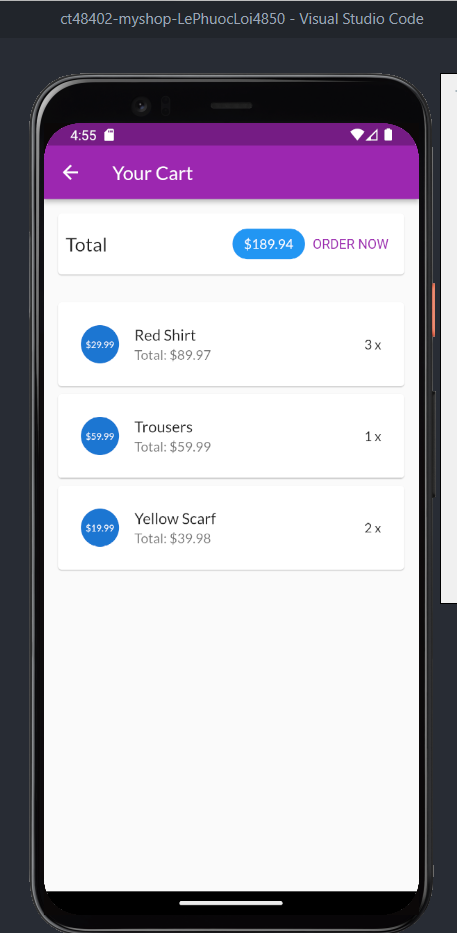 ct48402-myshop-LePhuocLoi4850 - Visual Studio Code
4:55
Your Cart
Total $189.94 ORDER NOW
$29.99 Red Shirt 3 x
Total: $89.97
$59.99 Trousers 1 x
Total: $59.99
$19.99 Yellow Scarf 2 x
Total: $39.98